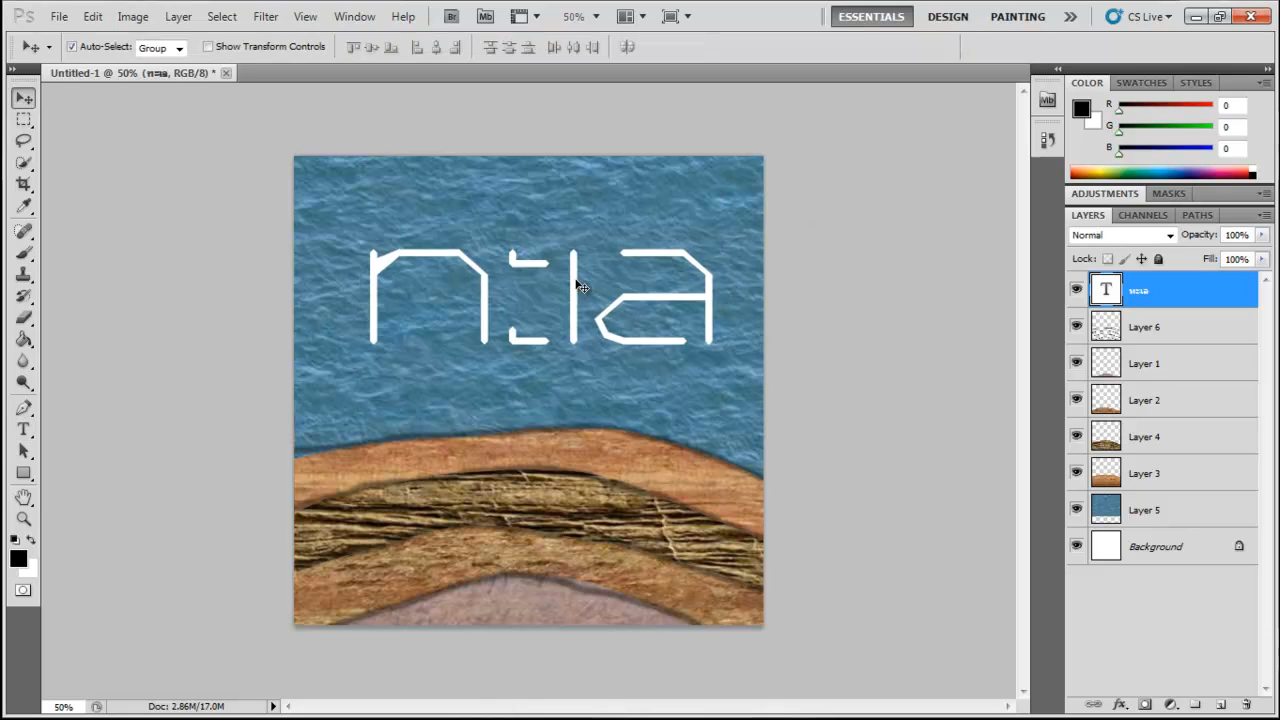 Ps File Edit Image Layer Select Filter View Window Help Br Mb 50% ESSENTIALS DESIGN PAINTING CS Live
Auto-Select: Group Show Transform Controls
Untitled-1 @ 50% (ทะเล, RGB/8) *
COLOR SWATCHES STYLES
Mb
R 0
G 0
B 0
ADJUSTMENTS MASKS
LAYERS CHANNELS PATHS
Normal Opacity: 100%
Lock: Fill: 100%
T ทะเล
Layer 6
Layer 1
Layer 2
Layer 4
Layer 3
Layer 5
Background
ทะเล
50% Doc: 2.86M/17.0M